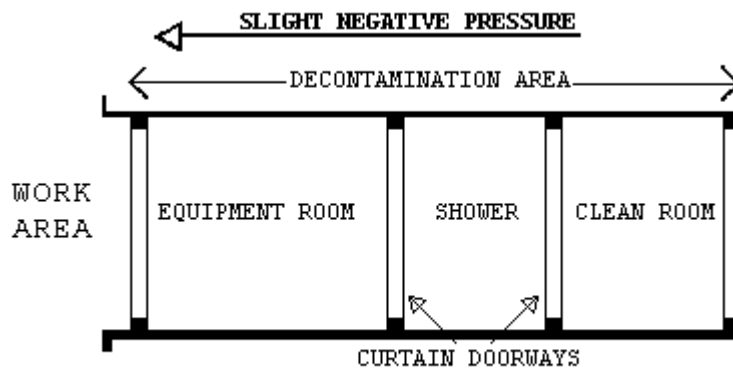 SLIGHT NEGATIVE PRESSURE
DECONTAMINATION AREA
WORK
AREA
EQUIPMENT ROOM
SHOWER
CLEAN ROOM
CURTAIN DOORWAYS